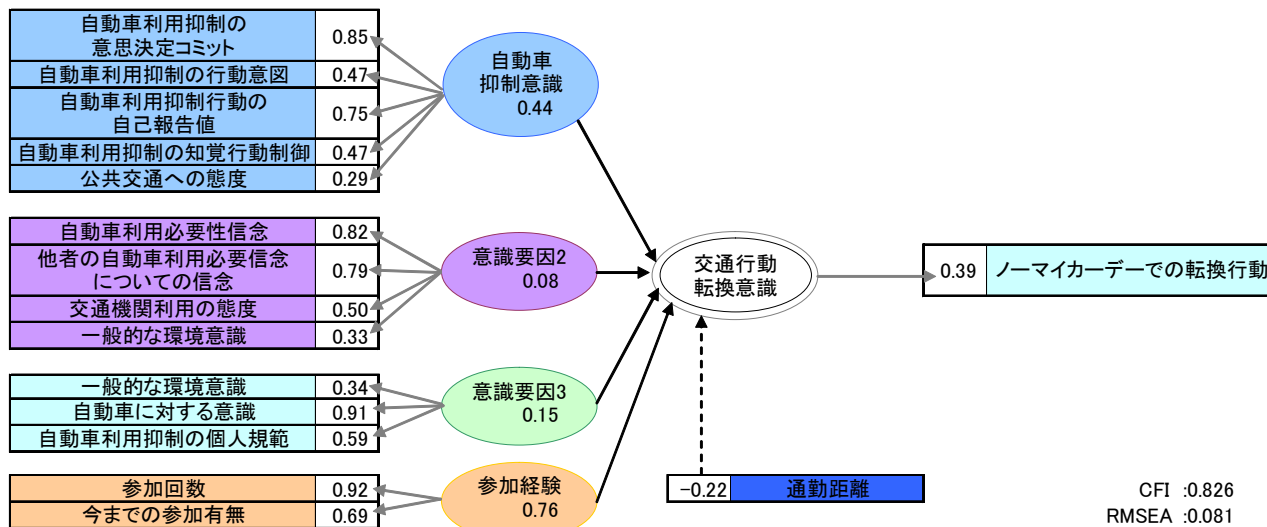 自動車利用抑制の
意思決定コミット
0.85
自動車利用抑制の行動意図
0.47
自動車利用抑制行動の
自己報告値
0.75
自動車利用抑制の知覚行動制御
0.47
公共交通への態度
0.29
自動車
抑制意識
0.44
自動車利用必要性信念
0.82
他者の自動車利用必要信念
についての信念
0.79
交通機関利用の態度
0.50
一般的な環境意識
0.33
意識要因2
0.08
一般的な環境意識
0.34
自動車に対する意識
0.91
自動車利用抑制の個人規範
0.59
意識要因3
0.15
参加回数
0.92
今までの参加有無
0.69
参加経験
0.76
交通行動
転換意識
0.39 ノーマイカーデーでの転換行動
-0.22 通勤距離
CFI :0.826
RMSEA :0.081